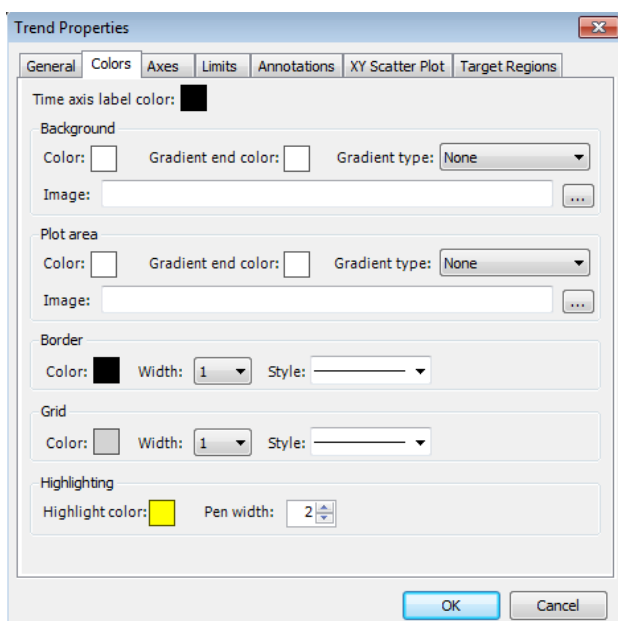 Trend Properties
General Colors Axes Limits Annotations XY Scatter Plot Target Regions
Time axis label color:
Background
Color: Gradient end color: Gradient type: None
Image: ...
Plot area
Color: Gradient end color: Gradient type: None
Image: ...
Border
Color: Width: 1 Style:
Grid
Color: Width: 1 Style:
Highlighting
Highlight color: Pen width: 2
OK Cancel